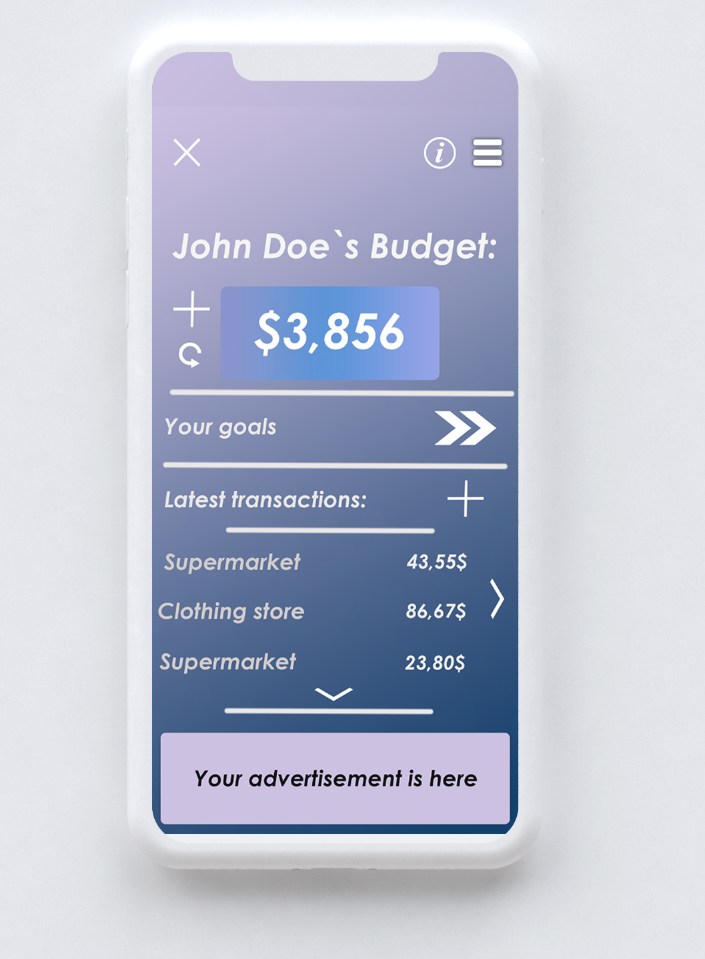 John Doe`s Budget:
$3,856
Your goals
Latest transactions:
Supermarket 43,55$
Clothing store 86,67$
Supermarket 23,80$
Your advertisement is here